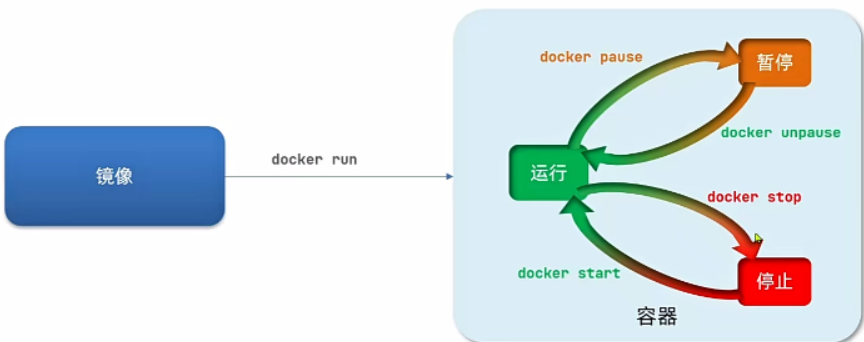 docker pause
暂停
docker unpause
docker run
镜像
运行
docker stop
docker start
停止
容器